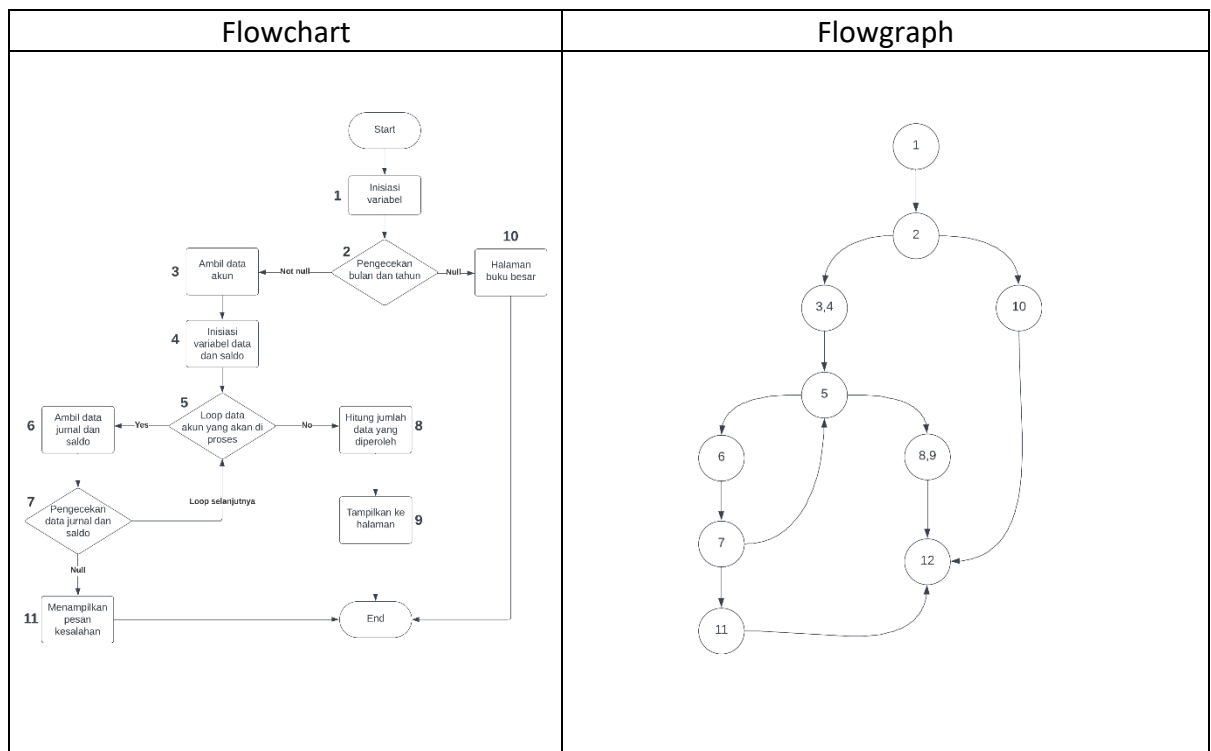 Flowchart
Flowgraph
Start
1
Inisiasi
variabel
2
Pengecekan
bulan dan tahun
Not null
Null
10
Halaman
buku besar
3
Ambil data
akun
4
Inisiasi
variabel data
dan saldo
5
Loop data
akun yang akan di
proses
Yes
No
6
Ambil data
jurnal dan
saldo
Hitung jumlah
data yang
diperoleh
8
7
Pengecekan
data jurnal dan
saldo
Loop selanjutnya
Tampilkan ke
halaman
9
Null
11
Menampilkan
pesan
kesalahan
End
1
2
3,4
10
5
6
8,9
7
12
11